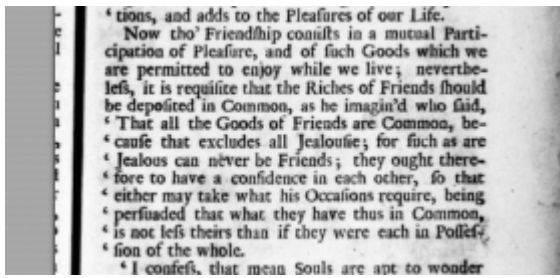 ‘ tions, and adds to the Pleaſures of our Life.
Now tho’ Friendſhip conſiſts in a mutual Parti-
cipation of Pleaſure, and of ſuch Goods which we
are permitted to enjoy while we live; neverthe-
leſs, it is requiſite that the Riches of Friends ſhould
be depoſited in Common, as he imagin’d who ſaid,
‘ That all the Goods of Friends are Common, be-
‘ cauſe that excludes all Jealouſie; for ſuch as are
‘ Jealous can never be Friends; they ought there-
‘ fore to have a confidence in each other, ſo that
‘ either may take what his Occaſions require, being
‘ perſuaded that what they have thus in Common,
‘ is not leſs theirs than if they were each in Poſſeſ-
‘ ſion of the whole.
‘ I confeſs, that mean Souls are apt to wonder